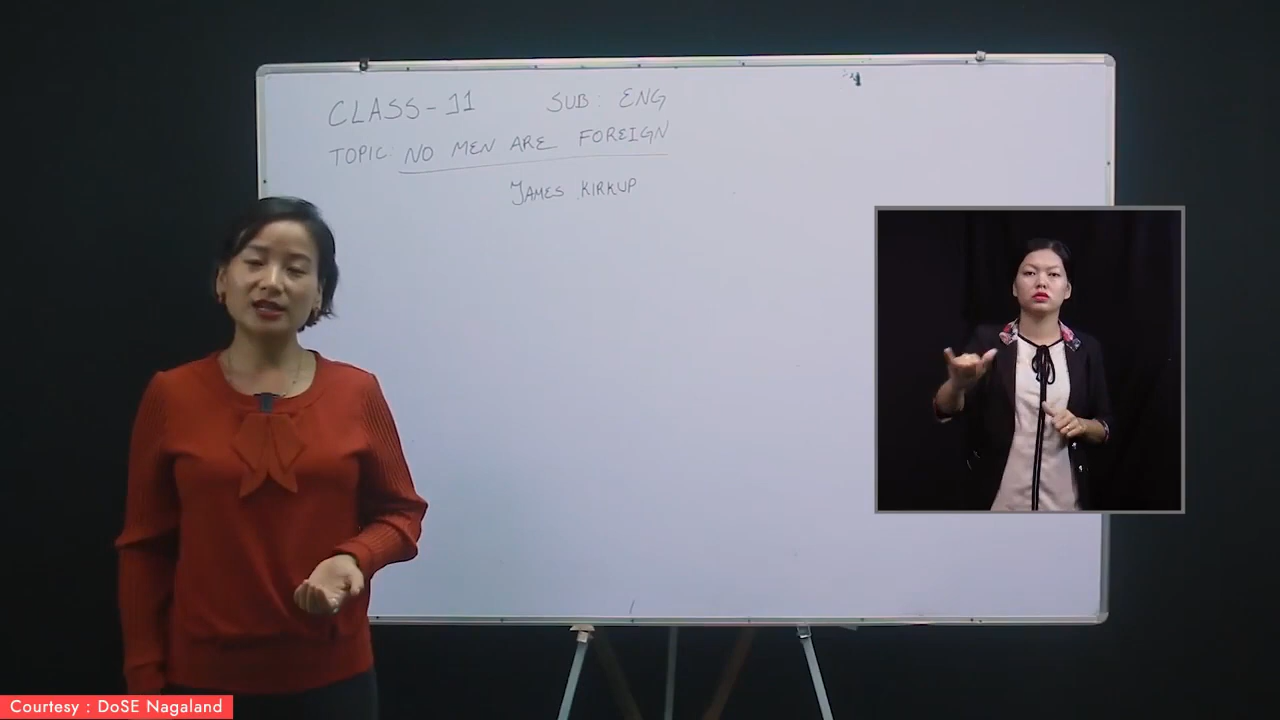 CLASS-11 SUB: ENG
TOPIC: NO MEN ARE FOREIGN
JAMES KIRKUP
Courtesy : DoSE Nagaland